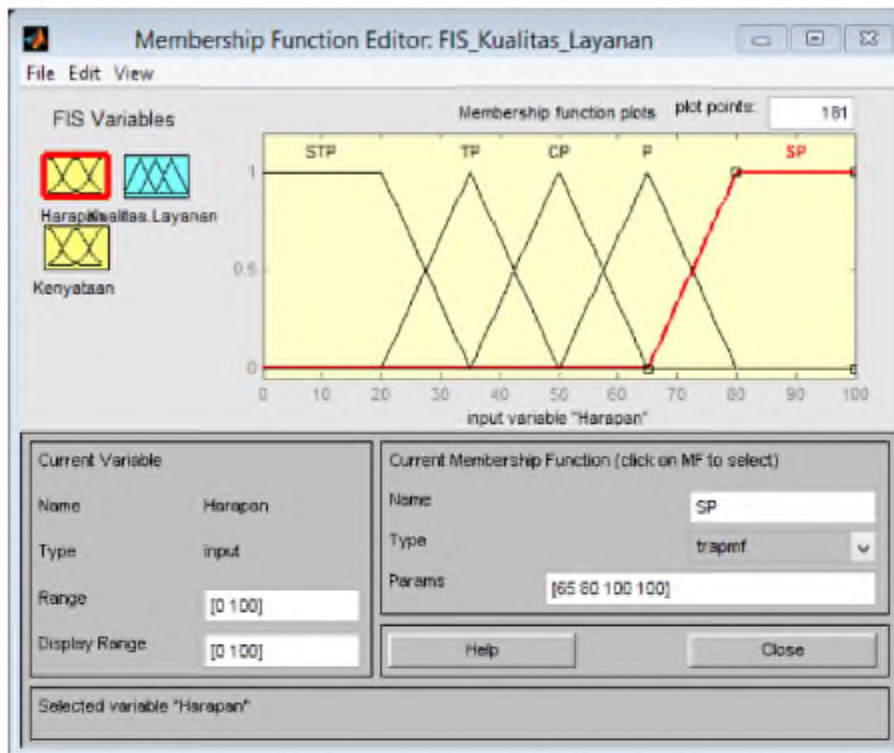 Membership Function Editor: FIS_Kualitas_Layanan
File Edit View
FIS Variables
Membership function plots plot points: 181
STP TP CP P SP
1
0.5
0
0 10 20 30 40 50 60 70 80 90 100
input variable "Harapan"
Harapan
Kualitas Layanan
Kenyataan
Current Variable
Name Harapan
Type input
Range [0 100]
Display Range [0 100]
Current Membership Function (click on MF to select)
Name SP
Type trapmf
Params [65 80 100 100]
Help Close
Selected variable "Harapan"